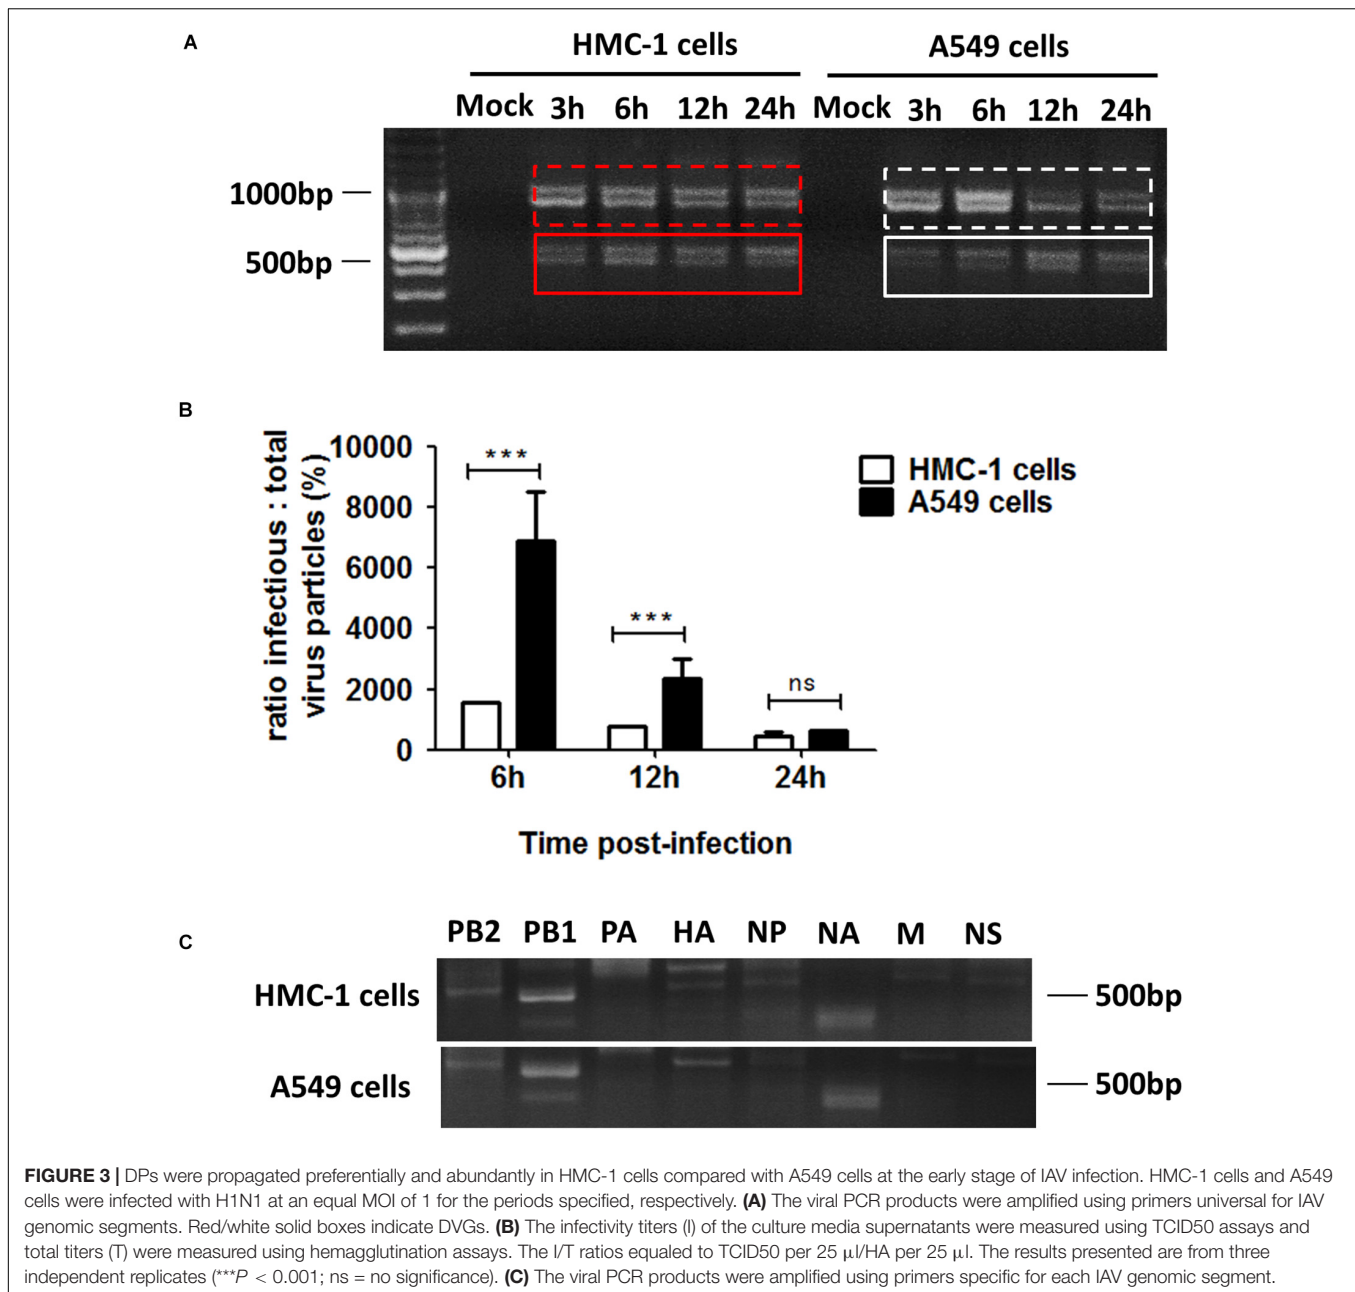 A
HMC-1 cells
A549 cells
Mock 3h 6h 12h 24h Mock 3h 6h 12h 24h
1000bp
500bp
B
ratio infectious : total
virus particles (%)
10000
8000
6000
4000
2000
0
***
***
ns
HMC-1 cells
A549 cells
6h 12h 24h
Time post-infection
C
PB2 PB1 PA HA NP NA M NS
HMC-1 cells
500bp
A549 cells
500bp
FIGURE 3 | DPs were propagated preferentially and abundantly in HMC-1 cells compared with A549 cells at the early stage of IAV infection. HMC-1 cells and A549
cells were infected with H1N1 at an equal MOI of 1 for the periods specified, respectively. (A) The viral PCR products were amplified using primers universal for IAV
genomic segments. Red/white solid boxes indicate DVGs. (B) The infectivity titers (I) of the culture media supernatants were measured using TCID50 assays and
total titers (T) were measured using hemagglutination assays. The I/T ratios equaled to TCID50 per 25 μl/HA per 25 μl. The results presented are from three
independent replicates (***P < 0.001; ns = no significance). (C) The viral PCR products were amplified using primers specific for each IAV genomic segment.